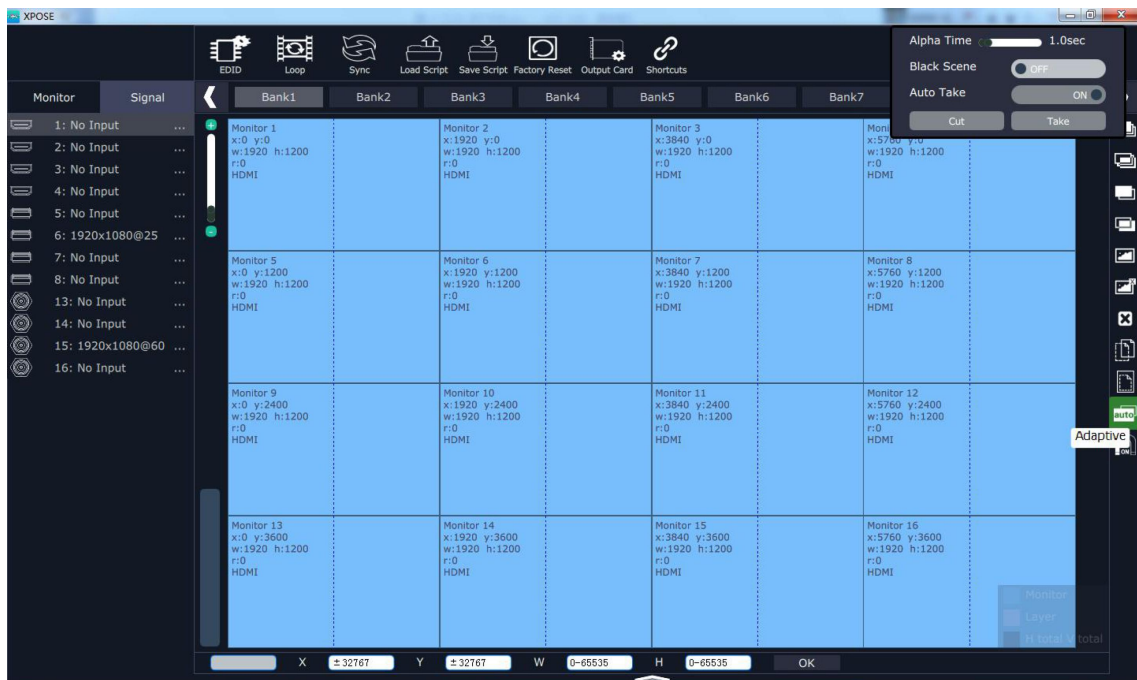 XPOSE
Alpha Time 1.0sec
Black Scene OFF
Auto Take ON
Cut Take
EDID Loop Sync Load Script Save Script Factory Reset Output Card Shortcuts
Monitor Signal
Bank1 Bank2 Bank3 Bank4 Bank5 Bank6 Bank7
1: No Input ...
2: No Input ...
3: No Input ...
4: No Input ...
5: No Input ...
6: 1920x1080@25 ...
7: No Input ...
8: No Input ...
13: No Input ...
14: No Input ...
15: 1920x1080@60 ...
16: No Input ...
Monitor 1
x:0 y:0
w:1920 h:1200
r:0
HDMI
Monitor 2
x:1920 y:0
w:1920 h:1200
r:0
HDMI
Monitor 3
x:3840 y:0
w:1920 h:1200
r:0
HDMI
x:5760 y:0
w:1920 h:1200
r:0
HDMI
Monitor 5
x:0 y:1200
w:1920 h:1200
r:0
HDMI
Monitor 6
x:1920 y:1200
w:1920 h:1200
r:0
HDMI
Monitor 7
x:3840 y:1200
w:1920 h:1200
r:0
HDMI
Monitor 8
x:5760 y:1200
w:1920 h:1200
r:0
HDMI
Monitor 9
x:0 y:2400
w:1920 h:1200
r:0
HDMI
Monitor 10
x:1920 y:2400
w:1920 h:1200
r:0
HDMI
Monitor 11
x:3840 y:2400
w:1920 h:1200
r:0
HDMI
Monitor 12
x:5760 y:2400
w:1920 h:1200
r:0
HDMI
Monitor 13
x:0 y:3600
w:1920 h:1200
r:0
HDMI
Monitor 14
x:1920 y:3600
w:1920 h:1200
r:0
HDMI
Monitor 15
x:3840 y:3600
w:1920 h:1200
r:0
HDMI
Monitor 16
x:5760 y:3600
w:1920 h:1200
r:0
HDMI
auto
Adaptive
ON
Monitor
Layer
H total V total
X ±32767 Y ±32767 W 0-65535 H 0-65535 OK